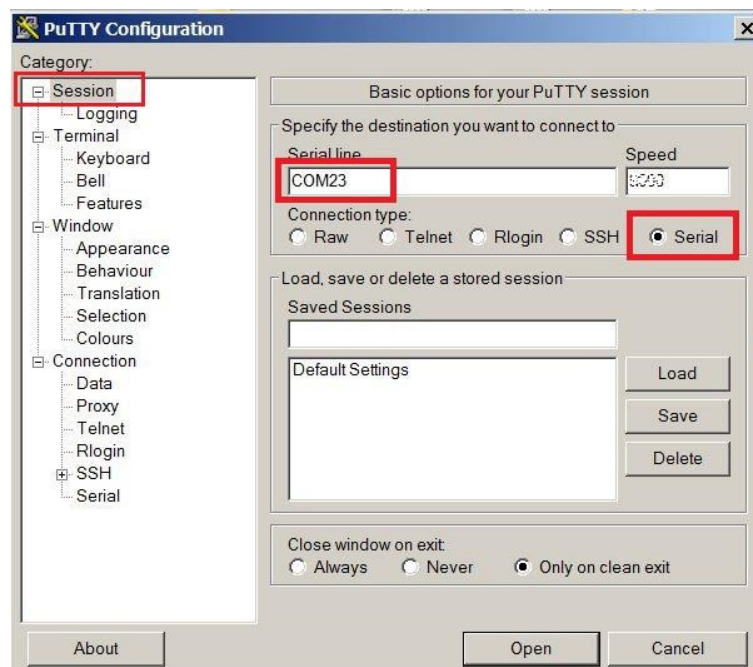 PuTTY Configuration
Category:
Session
Logging
Terminal
Keyboard
Bell
Features
Window
Appearance
Behaviour
Translation
Selection
Colours
Connection
Data
Proxy
Telnet
Rlogin
SSH
Serial
Basic options for your PuTTY session
Specify the destination you want to connect to
Serial line Speed
COM23
Connection type:
Raw Telnet Rlogin SSH Serial
Load, save or delete a stored session
Saved Sessions
Default Settings
Load
Save
Delete
Close window on exit:
Always Never Only on clean exit
About Open Cancel